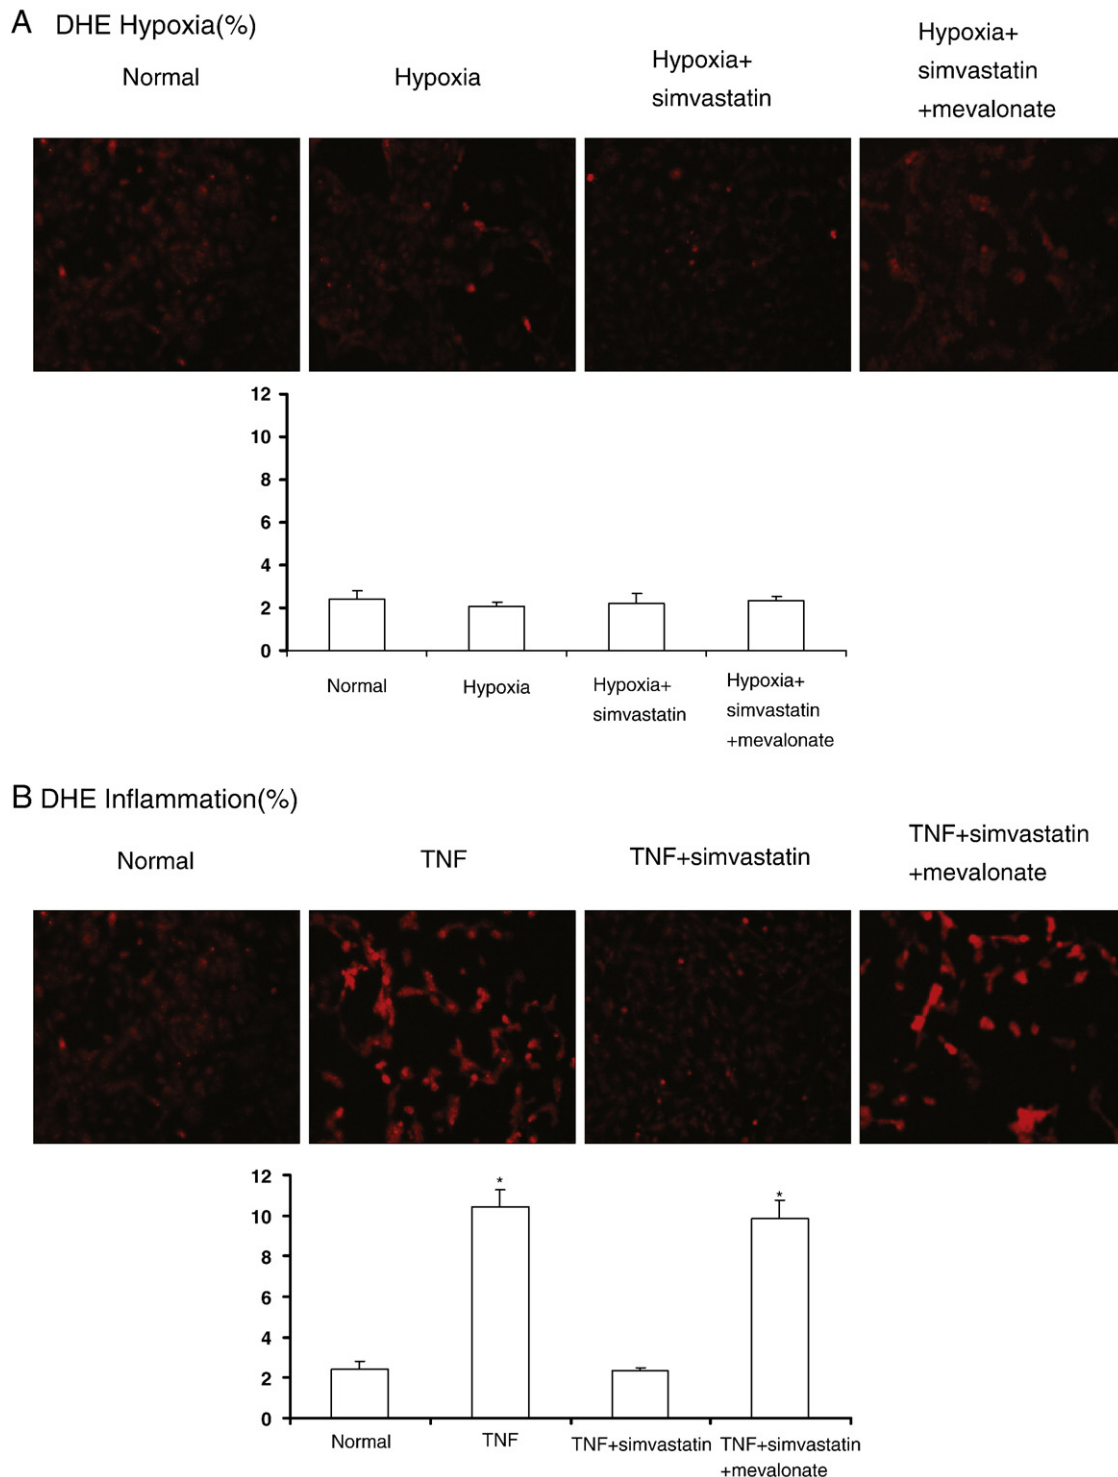 A DHE Hypoxia(%)
Normal
Hypoxia
Hypoxia+
simvastatin
Hypoxia+
simvastatin
+mevalonate
12
10
8
6
4
2
0
Normal
Hypoxia
Hypoxia+
simvastatin
Hypoxia+
simvastatin
+mevalonate
B DHE Inflammation(%)
Normal
TNF
TNF+simvastatin
TNF+simvastatin
+mevalonate
12
10
8
6
4
2
0
*
*
Normal
TNF
TNF+simvastatin
TNF+simvastatin
+mevalonate